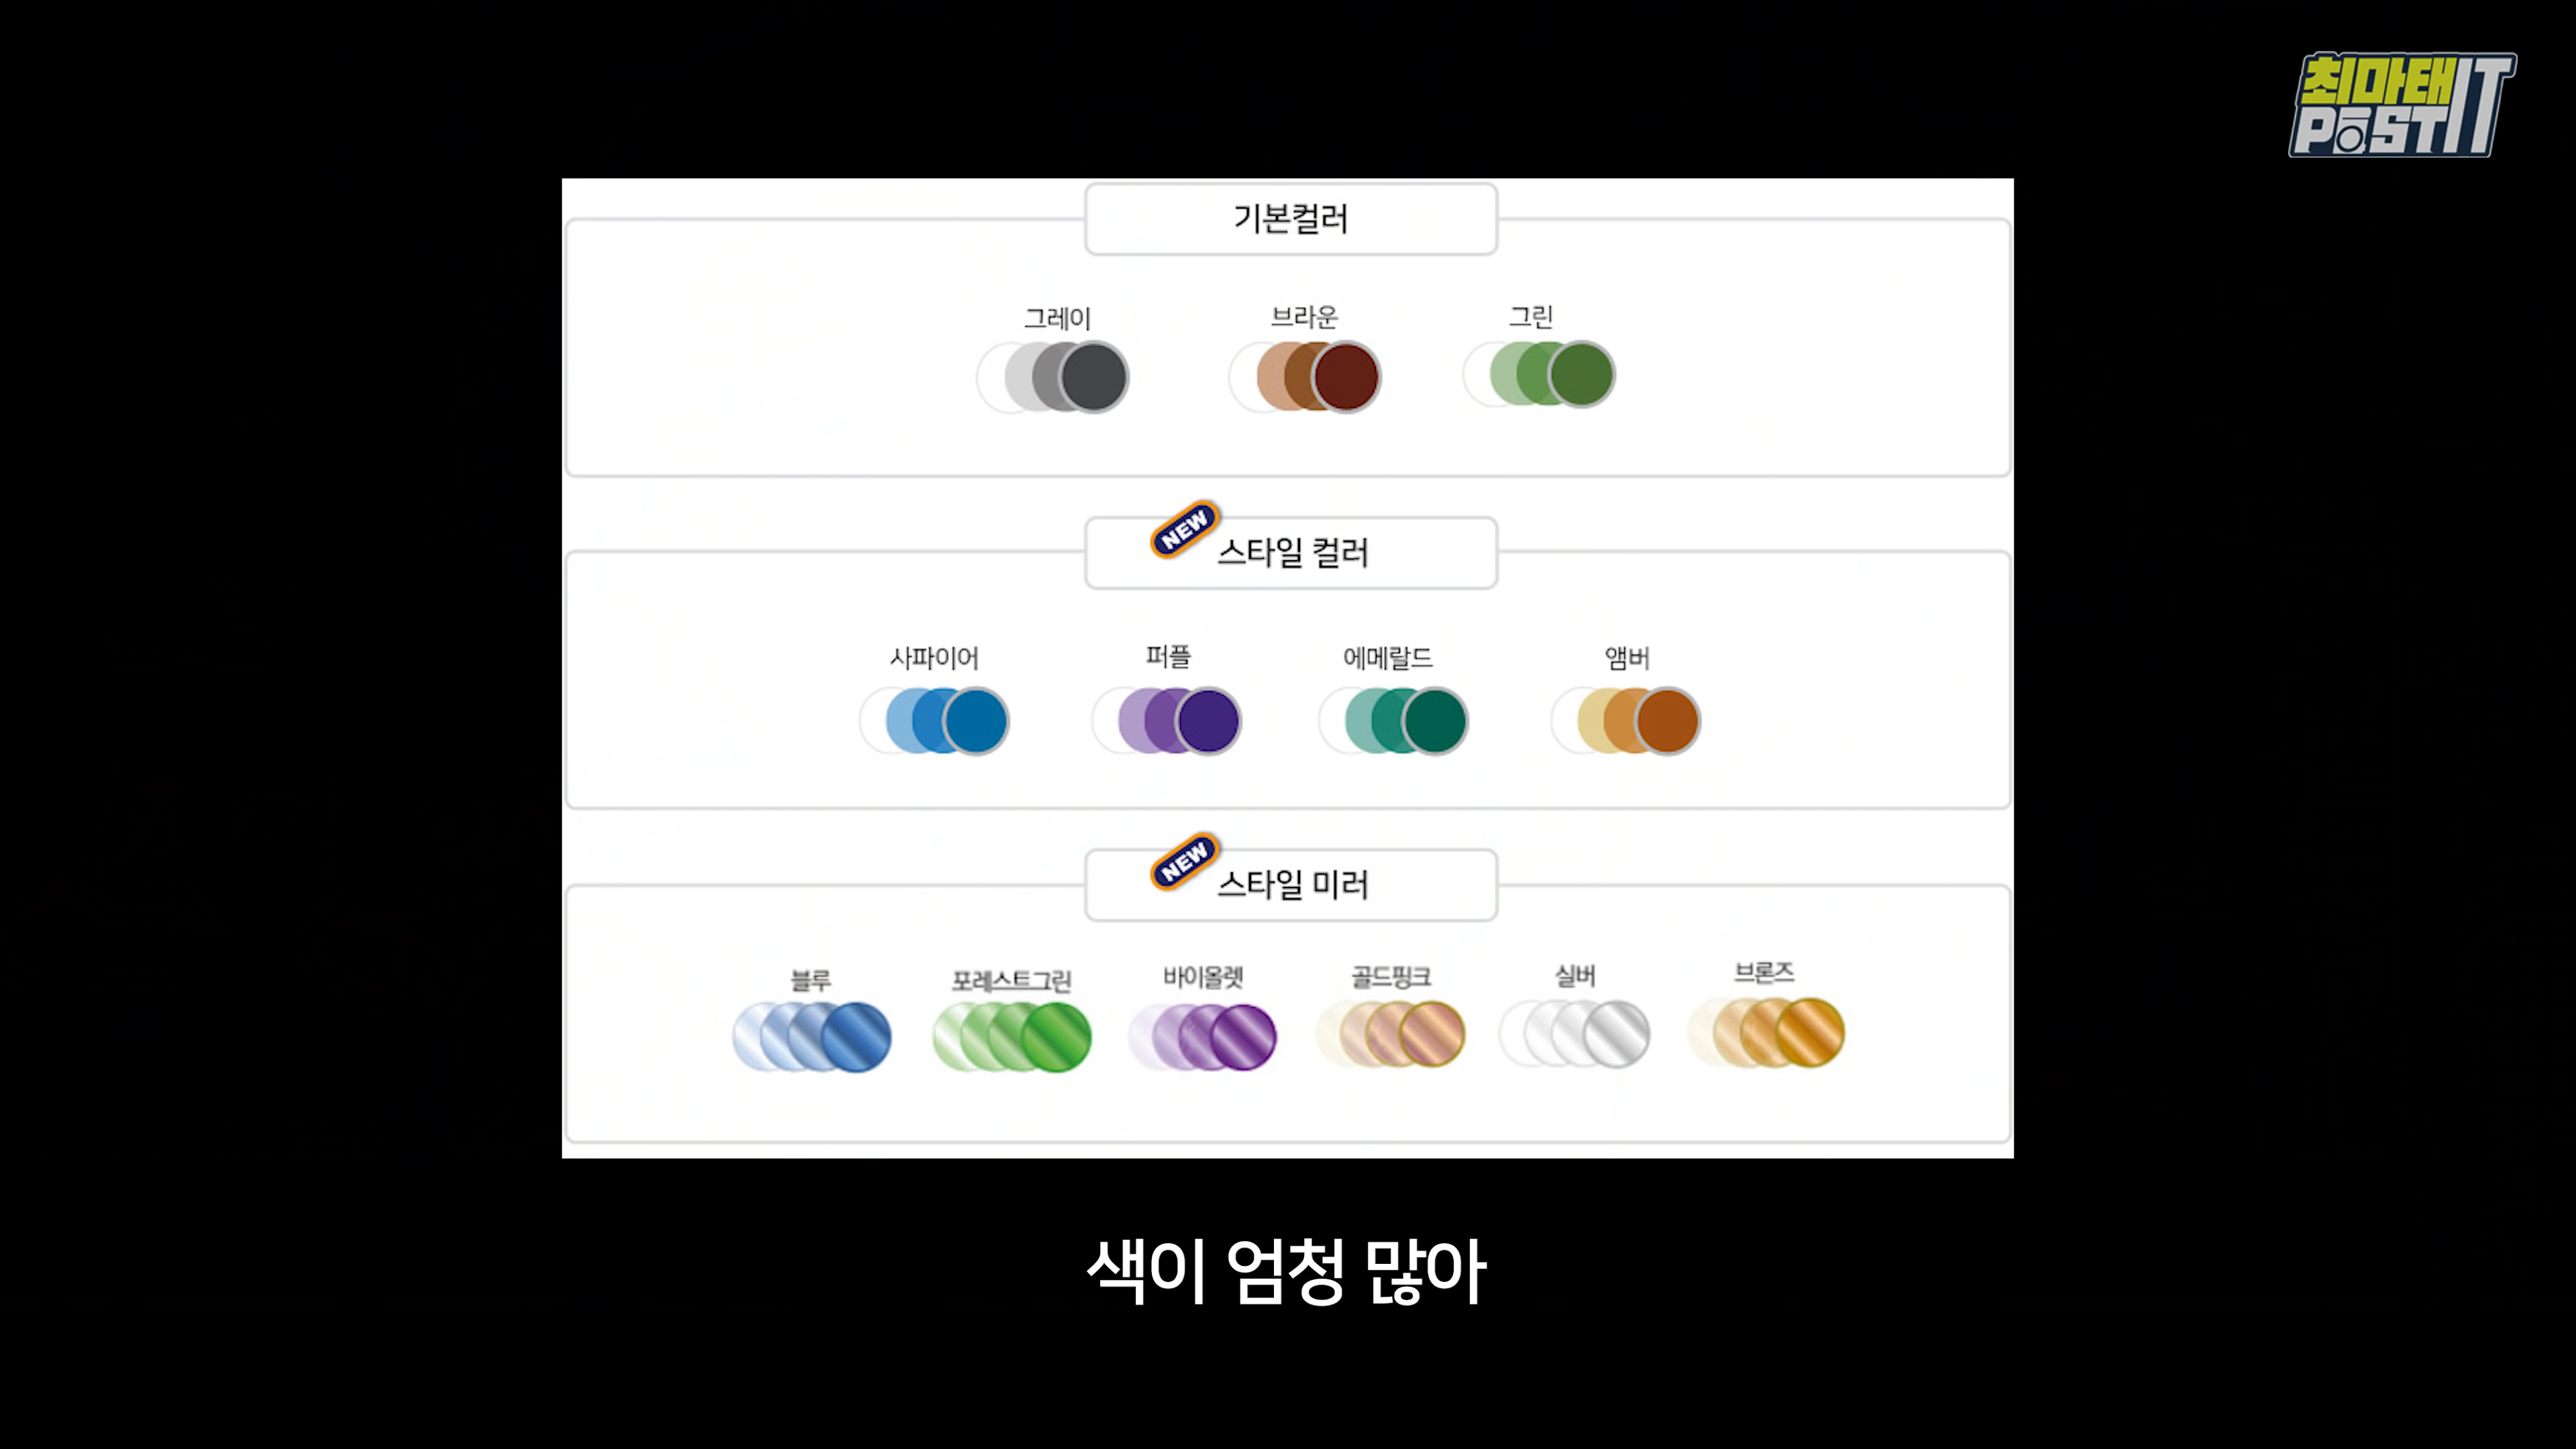 최마태
POST IT
기본컬러
그레이 브라운 그린
NEW
스타일 컬러
사파이어 퍼플 에메랄드 앰버
NEW
스타일 미러
블루 포레스트그린 바이올렛 골드핑크 실버 브론즈
색이 엄청 많아